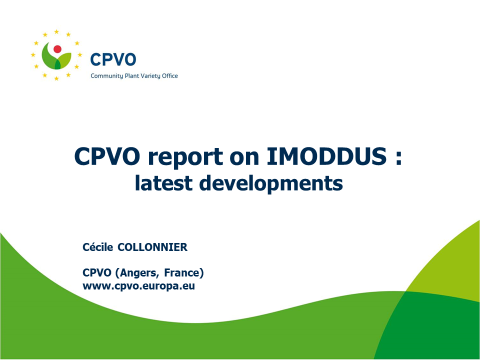 CPVO
Community Plant Variety Office
CPVO report on IMODDUS :
latest developments
Cécile COLLONNIER
CPVO (Angers, France)
www.cpvo.europa.eu